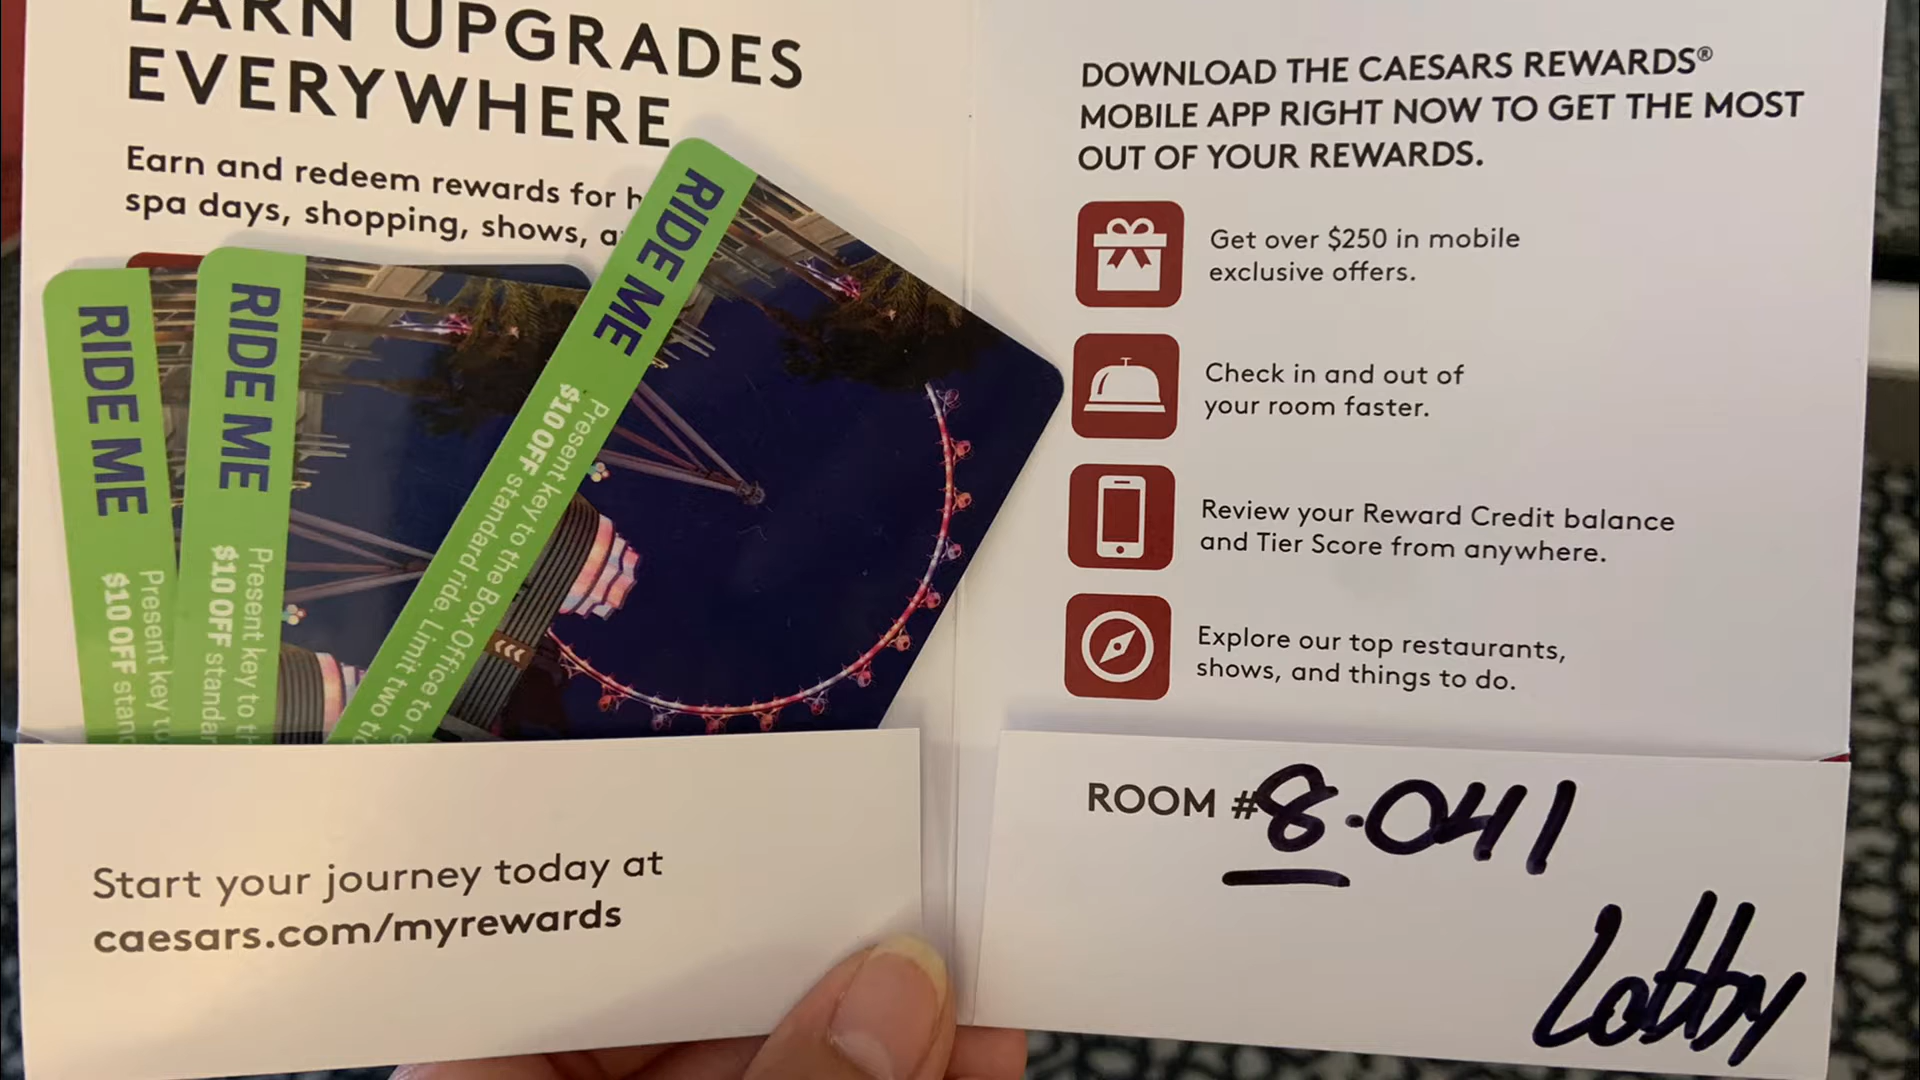 EARN UPGRADES
EVERYWHERE
Earn and redeem rewards for
spa days, shopping, shows,
RIDE ME
Present key
$10 OFF
RIDE ME
Present key to
$10 OFF
RIDE ME
Present key to the Box Office to
$10 OFF standard ride. Limit two
Start your journey today at
caesars.com/myrewards
DOWNLOAD THE CAESARS REWARDS®
MOBILE APP RIGHT NOW TO GET THE MOST
OUT OF YOUR REWARDS.
Get over $250 in mobile
exclusive offers.
Check in and out of
your room faster.
Review your Reward Credit balance
and Tier Score from anywhere.
Explore our top restaurants,
shows, and things to do.
ROOM #8-041
Lobby